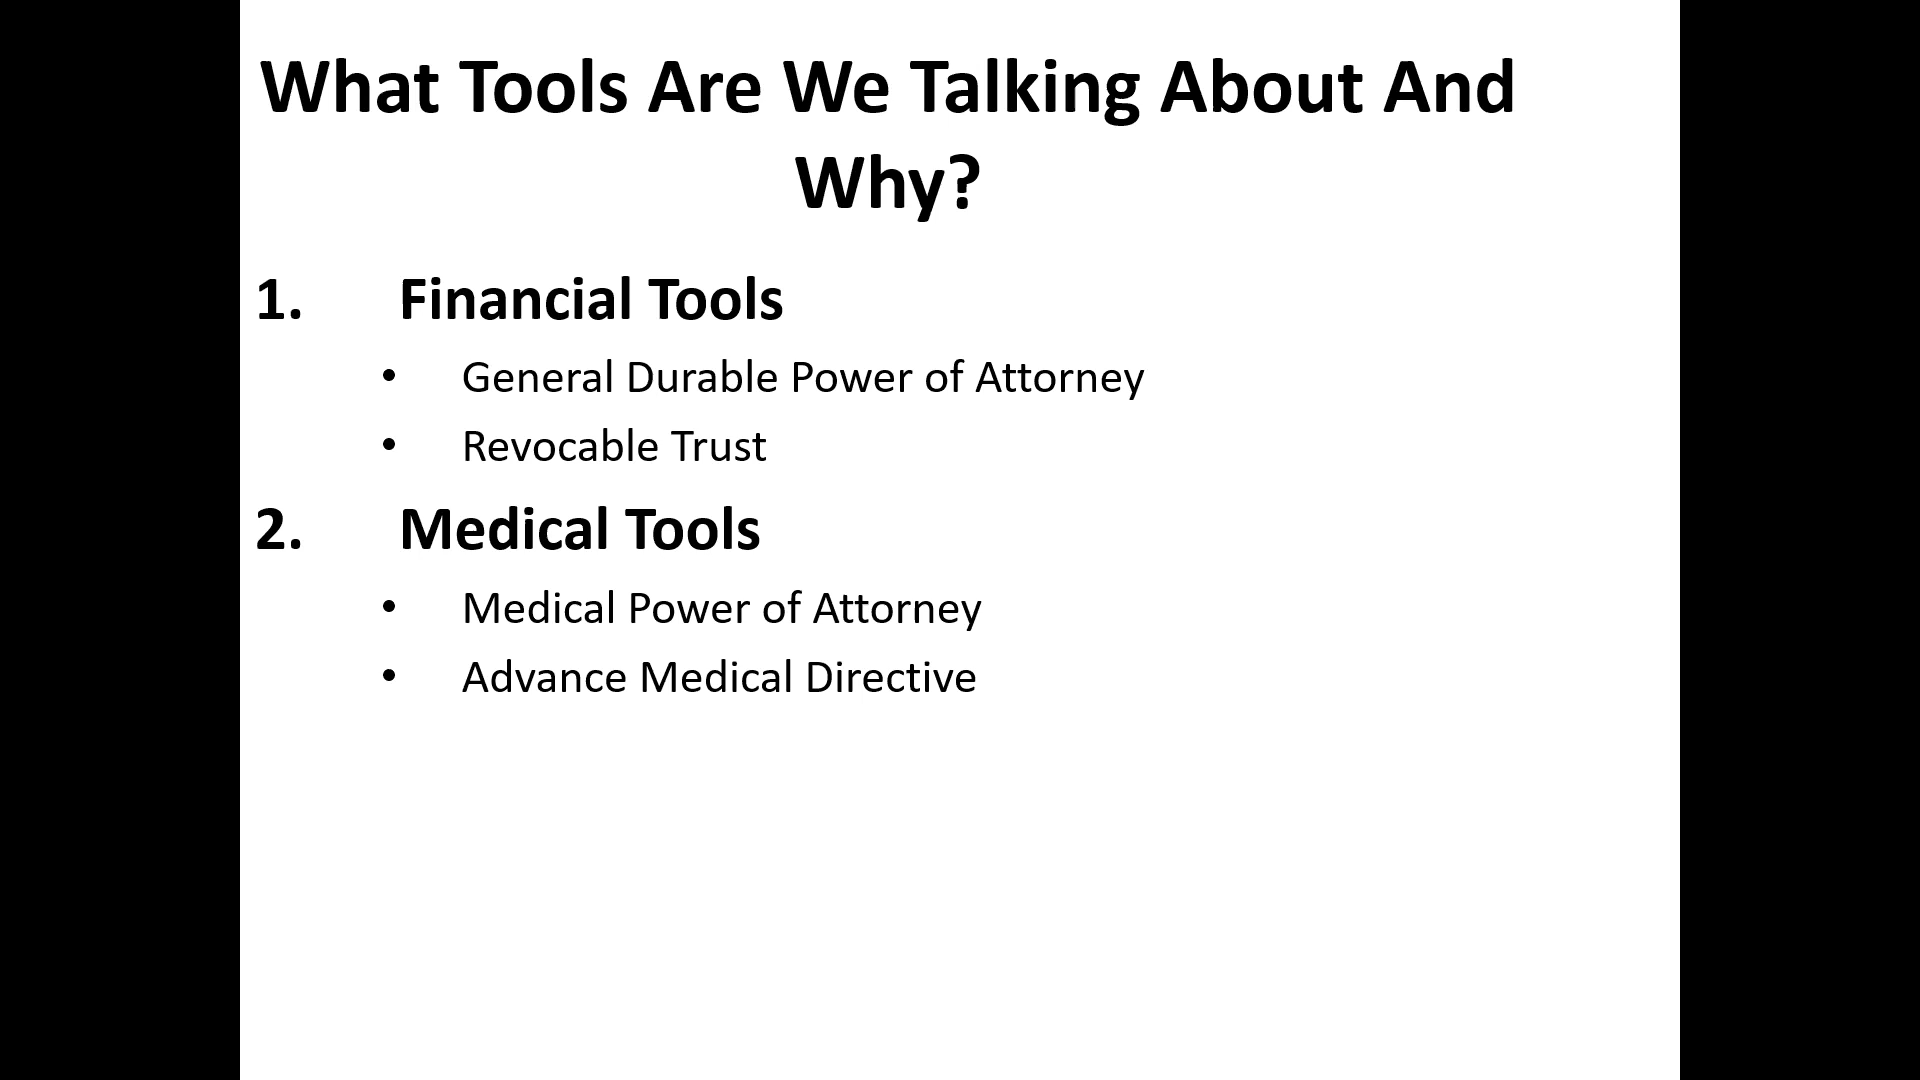 What Tools Are We Talking About And
Why?
1. Financial Tools
• General Durable Power of Attorney
• Revocable Trust
2. Medical Tools
• Medical Power of Attorney
• Advance Medical Directive